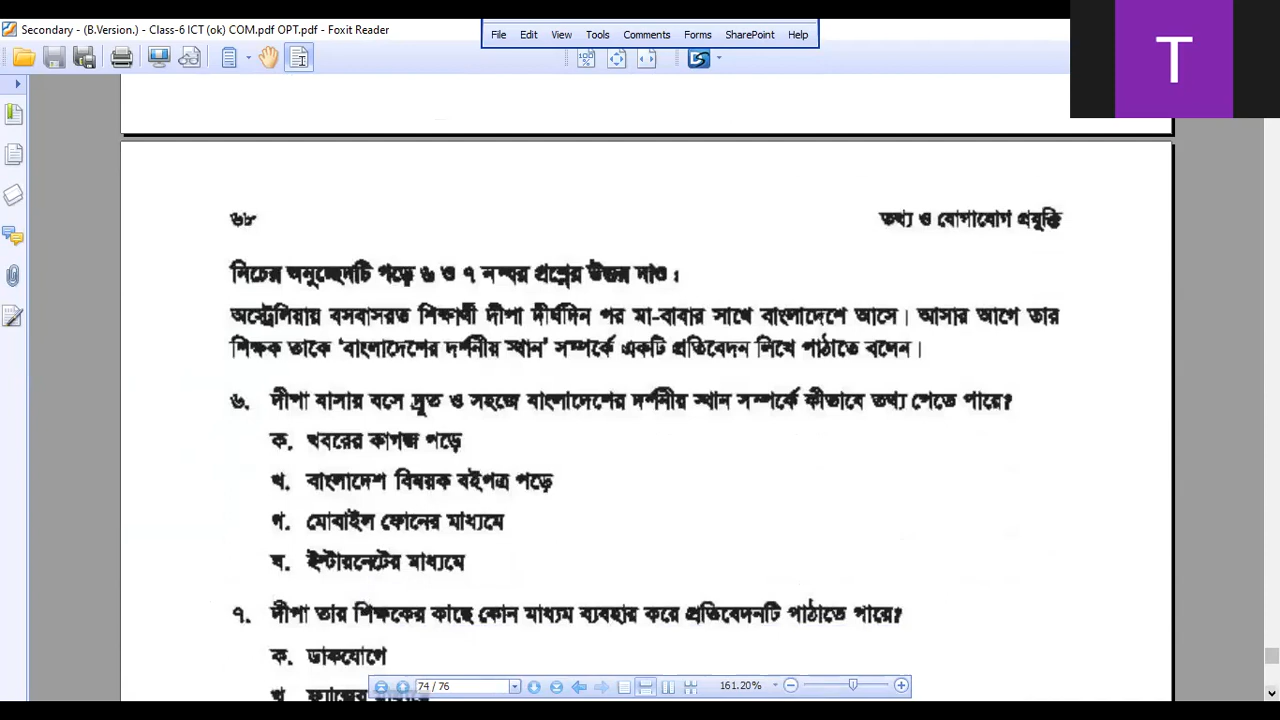 Secondary - (B.Version.) - Class-6 ICT (ok) COM.pdf OPT.pdf - Foxit Reader
File Edit View Tools Comments Forms SharePoint Help
T
৬৮
তথ্য ও যোগাযোগ প্রযুক্তি
নিচের অনুচ্ছেদটি পড়ে ৬ ও ৭ নম্বর প্রশ্নের উত্তর দাও :
অস্ট্রেলিয়ায় বসবাসরত শিক্ষার্থী দীপা দীর্ঘদিন পর মা-বাবার সাথে বাংলাদেশে আসে। আসার আগে তার
শিক্ষক তাকে ‘বাংলাদেশের দর্শনীয় স্থান’ সম্পর্কে একটি প্রতিবেদন লিখে পাঠাতে বলেন।
৬. দীপা বাসায় বসে দ্রুত ও সহজে বাংলাদেশের দর্শনীয় স্থান সম্পর্কে কীভাবে তথ্য পেতে পারে?
ক. খবরের কাগজ পড়ে
খ. বাংলাদেশ বিষয়ক বইপত্র পড়ে
গ. মোবাইল ফোনের মাধ্যমে
ঘ. ইন্টারনেটের মাধ্যমে
৭. দীপা তার শিক্ষকের কাছে কোন মাধ্যম ব্যবহার করে প্রতিবেদনটি পাঠাতে পারে?
ক. ডাকযোগে
খ ফ্যাক্সের
74 / 76
161.20%